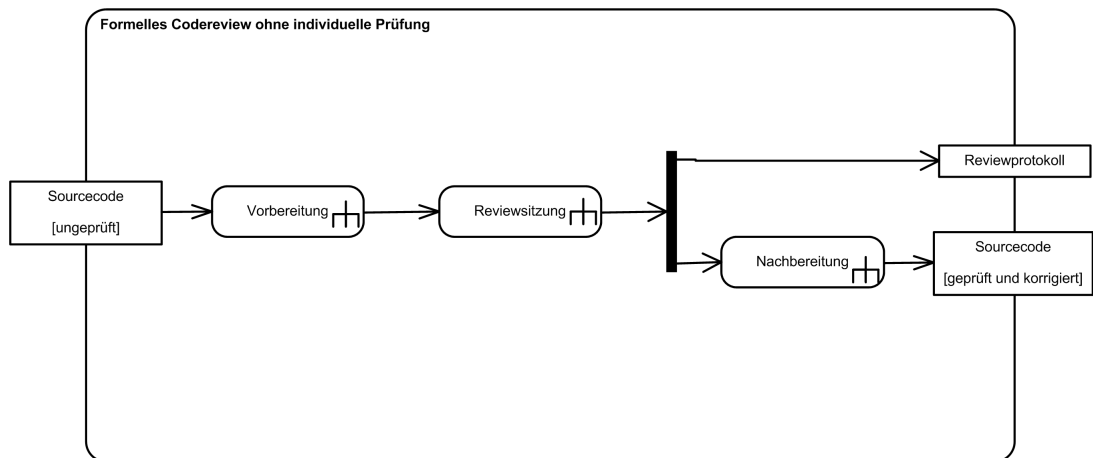 Formelles Codereview ohne individuelle Prüfung
Sourcecode
[ungeprüft]
Vorbereitung
Reviewsitzung
Reviewprotokoll
Nachbereitung
Sourcecode
[geprüft und korrigiert]